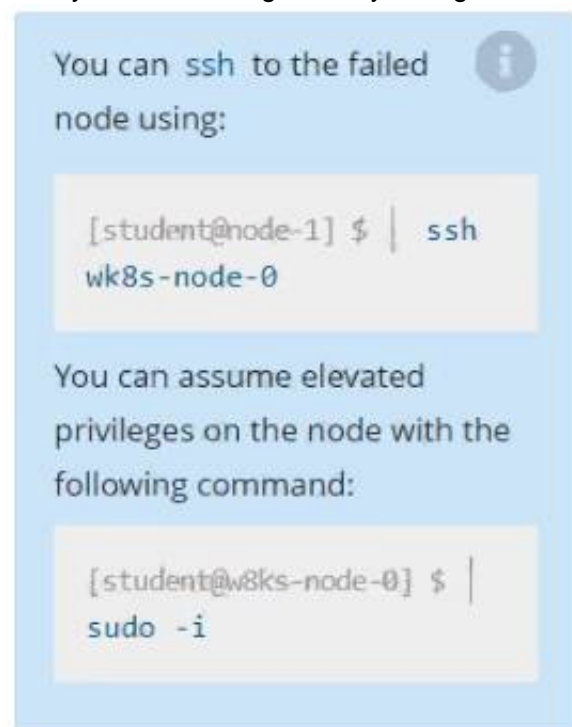 You can ssh to the failed
node using:
[student@node-1] $ | ssh
wk8s-node-0
You can assume elevated
privileges on the node with the
following command:
[student@w8ks-node-0] $ |
sudo -i